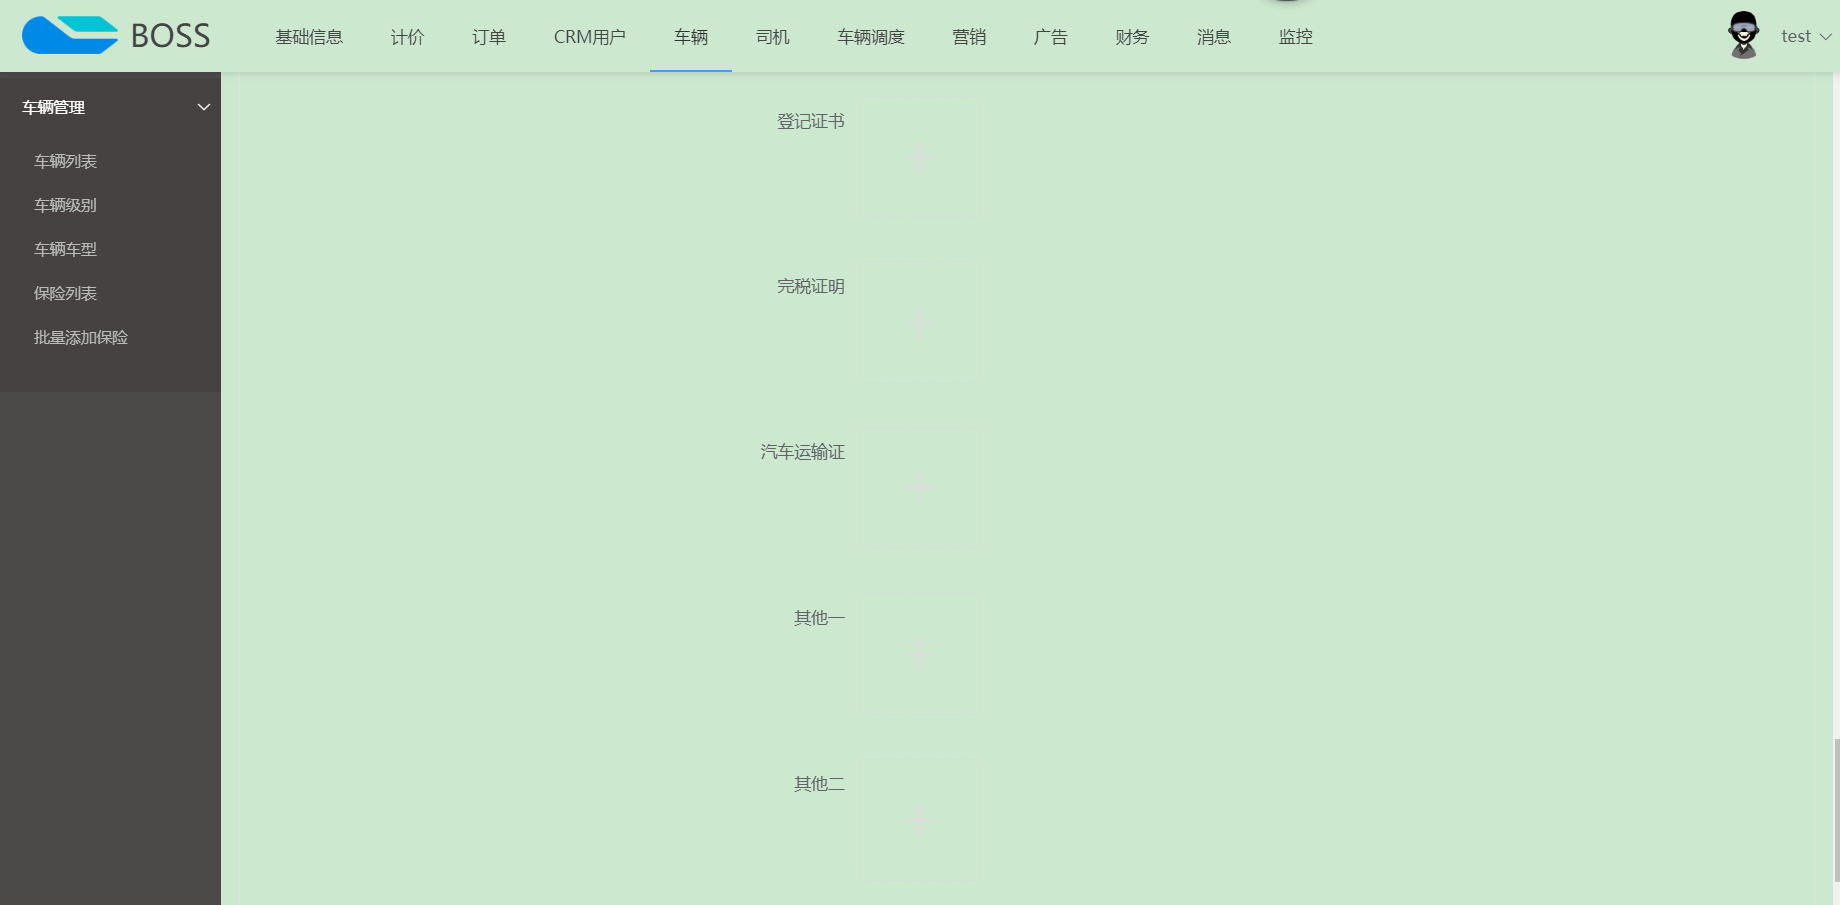 BOSS
基础信息
计价
订单
CRM用户
车辆
司机
车辆调度
营销
广告
财务
消息
监控
test
车辆管理
车辆列表
车辆级别
车辆车型
保险列表
批量添加保险
登记证书
完税证明
汽车运输证
其他一
其他二